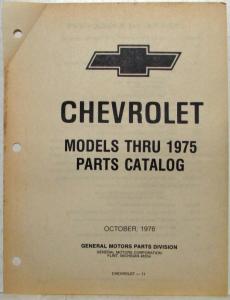 CHEVROLET
MODELS THRU 1975
PARTS CATALOG
OCTOBER, 1976
GENERAL MOTORS PARTS DIVISION
GENERAL MOTORS CORPORATION
FLINT, MICHIGAN
CHEVROLET — 11